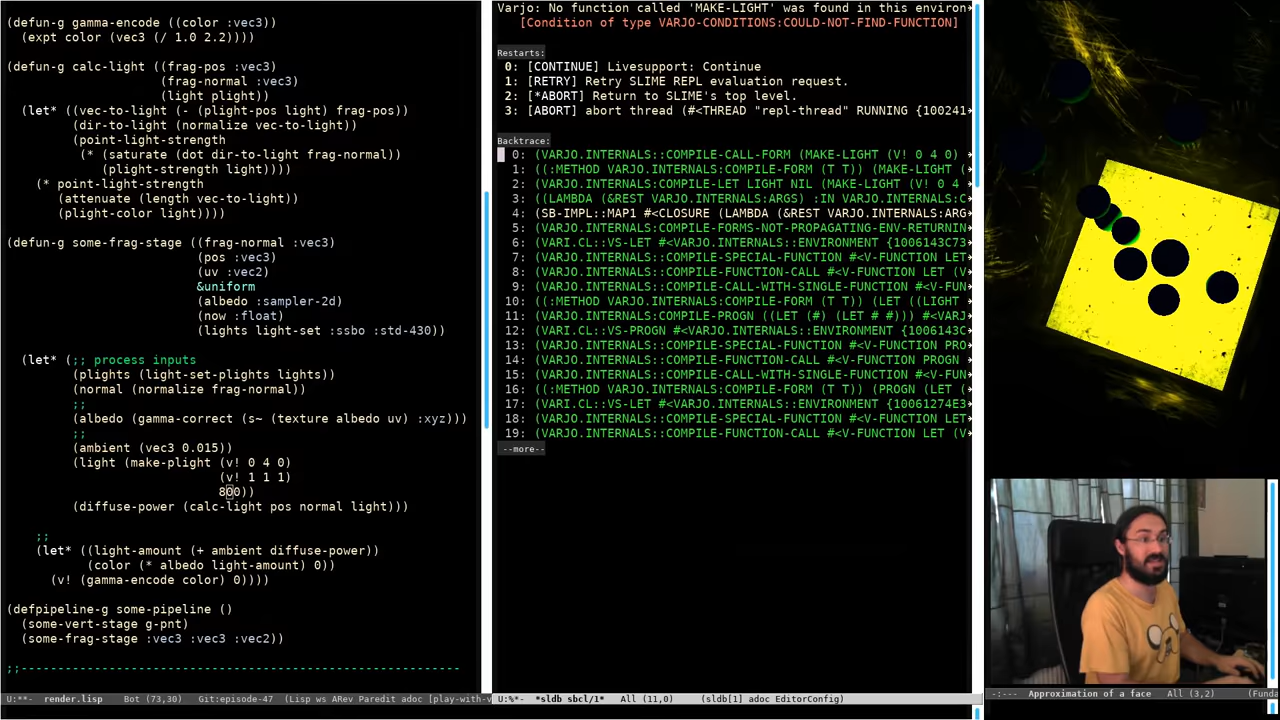 (defun-g gamma-encode ((color :vec3))
  (expt color (vec3 (/ 1.0 2.2))))
(defun-g calc-light ((frag-pos :vec3)
                     (frag-normal :vec3)
                     (light plight))
  (let* ((vec-to-light (- (plight-pos light) frag-pos))
         (dir-to-light (normalize vec-to-light))
         (point-light-strength
          (* (saturate (dot dir-to-light frag-normal))
             (plight-strength light))))
    (* point-light-strength
       (attenuate (length vec-to-light))
       (plight-color light))))
(defun-g some-frag-stage ((frag-normal :vec3)
                          (pos :vec3)
                          (uv :vec2)
                          &uniform
                          (albedo :sampler-2d)
                          (now :float)
                          (lights light-set :ssbo :std-430))
  (let* (;; process inputs
         (plights (light-set-plights lights))
         (normal (normalize frag-normal))
         ;;
         (albedo (gamma-correct (s~ (texture albedo uv) :xyz)))
         ;;
         (ambient (vec3 0.015))
         (light (make-plight (v! 0 4 0)
                             (v! 1 1 1)
                             800))
         (diffuse-power (calc-light pos normal light)))
    ;;
    (let* ((light-amount (+ ambient diffuse-power))
           (color (* albedo light-amount) 0))
      (v! (gamma-encode color) 0))))
(defpipeline-g some-pipeline ()
  (some-vert-stage g-pnt)
  (some-frag-stage :vec3 :vec3 :vec2))
;;------------------------------------------------------------
U:**-  render.lisp    Bot (73,30)    Git:episode-47  (Lisp ws ARev Paredit adoc [play-with-v
Varjo: No function called 'MAKE-LIGHT' was found in this environ
   [Condition of type VARJO-CONDITIONS:COULD-NOT-FIND-FUNCTION]
Restarts:
 0: [CONTINUE] Livesupport: Continue
 1: [RETRY] Retry SLIME REPL evaluation request.
 2: [*ABORT] Return to SLIME's top level.
 3: [ABORT] abort thread (#<THREAD "repl-thread" RUNNING {100241
Backtrace:
 0: (VARJO.INTERNALS::COMPILE-CALL-FORM (MAKE-LIGHT (V! 0 4 0)
 1: ((:METHOD VARJO.INTERNALS:COMPILE-FORM (T T)) (MAKE-LIGHT (
 2: (VARJO.INTERNALS::COMPILE-LET LIGHT NIL (MAKE-LIGHT (V! 0 4
 3: ((LAMBDA (&REST VARJO.INTERNALS:ARGS) :IN VARJO.INTERNALS:C
 4: (SB-IMPL::MAP1 #<CLOSURE (LAMBDA (&REST VARJO.INTERNALS:ARG
 5: (VARJO.INTERNALS::COMPILE-FORMS-NOT-PROPAGATING-ENV-RETURNIN
 6: (VARI.CL::VS-LET #<VARJO.INTERNALS::ENVIRONMENT {1006143C73
 7: (VARJO.INTERNALS::COMPILE-SPECIAL-FUNCTION #<V-FUNCTION LET
 8: (VARJO.INTERNALS::COMPILE-FUNCTION-CALL #<V-FUNCTION LET (V
 9: (VARJO.INTERNALS::COMPILE-CALL-WITH-SINGLE-FUNCTION #<V-FUN
 10: ((:METHOD VARJO.INTERNALS:COMPILE-FORM (T T)) (LET ((LIGHT
 11: (VARJO.INTERNALS:COMPILE-PROGN ((LET (#) (LET # #))) #<VARJ
 12: (VARI.CL::VS-PROGN #<VARJO.INTERNALS::ENVIRONMENT {1006143C
 13: (VARJO.INTERNALS::COMPILE-SPECIAL-FUNCTION #<V-FUNCTION PRO
 14: (VARJO.INTERNALS::COMPILE-FUNCTION-CALL #<V-FUNCTION PROGN
 15: (VARJO.INTERNALS::COMPILE-CALL-WITH-SINGLE-FUNCTION #<V-FUN
 16: ((:METHOD VARJO.INTERNALS:COMPILE-FORM (T T)) (PROGN (LET (
 17: (VARI.CL::VS-LET #<VARJO.INTERNALS::ENVIRONMENT {10061274E3
 18: (VARJO.INTERNALS::COMPILE-SPECIAL-FUNCTION #<V-FUNCTION LET
 19: (VARJO.INTERNALS::COMPILE-FUNCTION-CALL #<V-FUNCTION LET (V
 --more--
U:%*-  *sldb sbcl/1*   All (11,0)     (sldb[1] adoc EditorConfig)
-:---  Approximation of a face   All (3,2)      (Funda